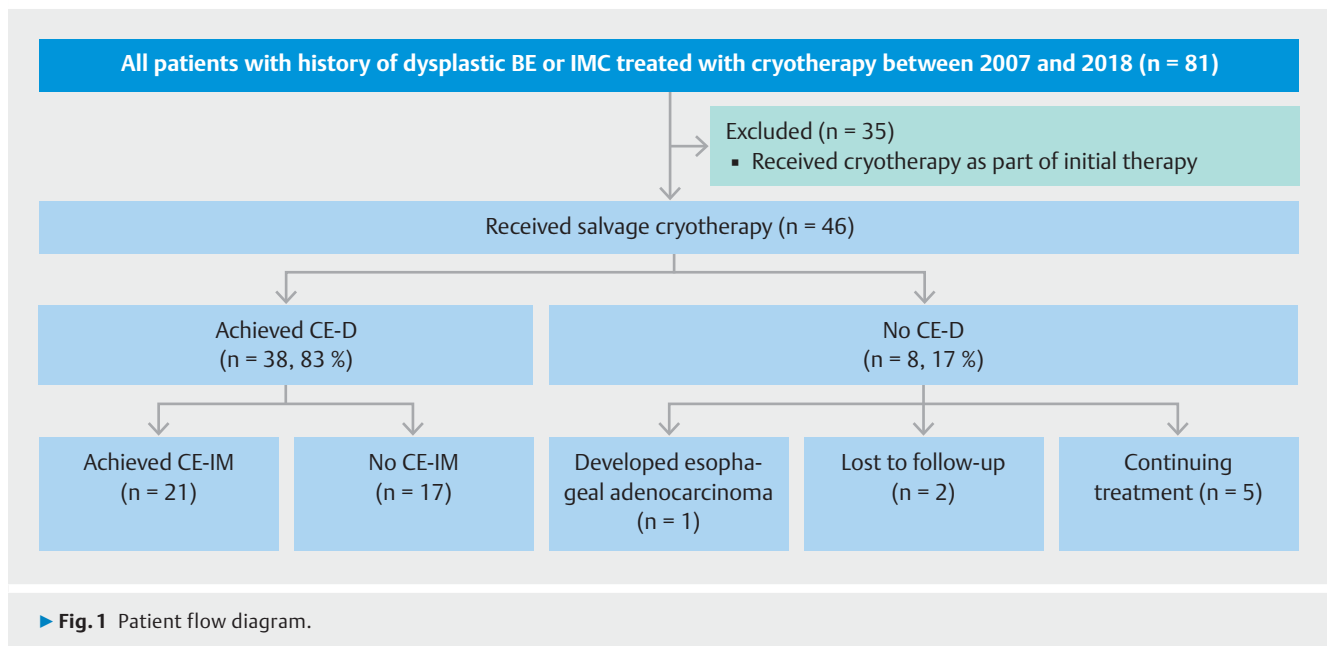 All patients with history of dysplastic BE or IMC treated with cryotherapy between 2007 and 2018 (n = 81)
Excluded (n = 35)
▪ Received cryotherapy as part of initial therapy
Received salvage cryotherapy (n = 46)
Achieved CE-D
(n = 38, 83 %)
No CE-D
(n = 8, 17 %)
Achieved CE-IM
(n = 21)
No CE-IM
(n = 17)
Developed esopha-
geal adenocarcinoma
(n = 1)
Lost to follow-up
(n = 2)
Continuing
treatment (n = 5)
▶ Fig. 1 Patient flow diagram.